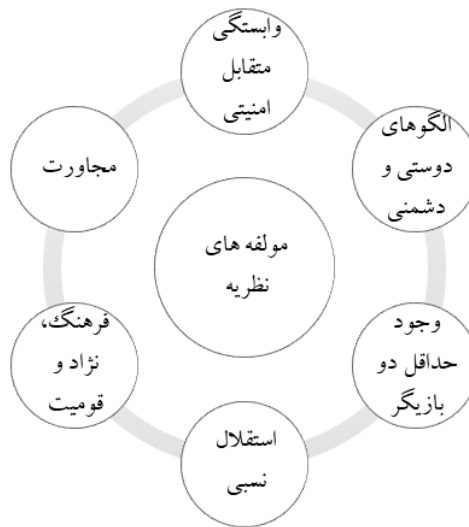 وابستگی
متقابل
امنیتی
الگوهای
دوستی و
دشمنی
وجود
حداقل دو
بازیگر
استقلال
نسبی
فرهنگ،
نژاد و
قومیت
مجاورت
مولفه های
نظریه